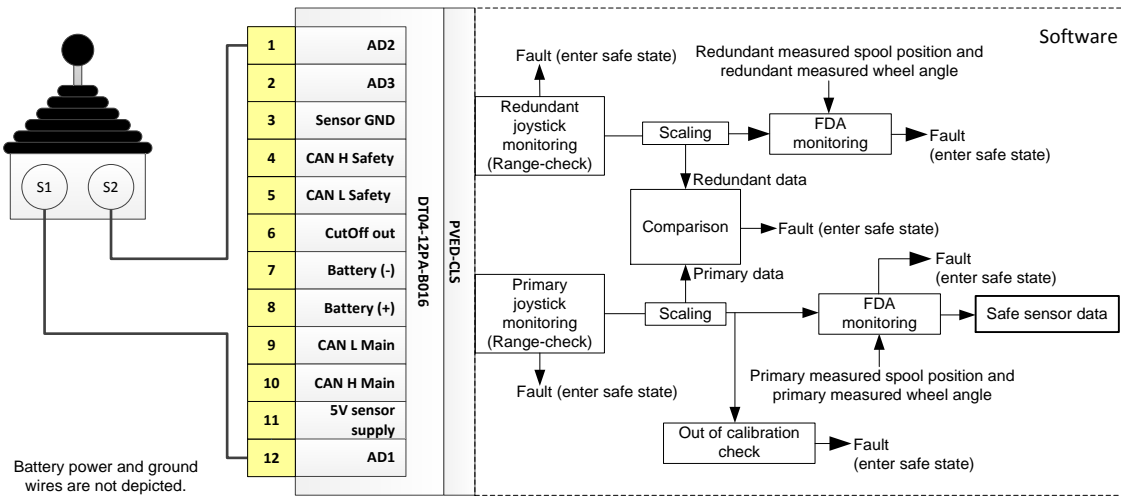 S1
S2
Battery power and ground
wires are not depicted.
1 AD2
2 AD3
3 Sensor GND
4 CAN H Safety
5 CAN L Safety
6 CutOff out
7 Battery (-)
8 Battery (+)
9 CAN L Main
10 CAN H Main
11 5V sensor
supply
12 AD1
DT04-12PA-B016
PVED-CLS
Software
Fault (enter safe state)
Redundant
joystick
monitoring
(Range-check)
Scaling
Redundant measured spool position and
redundant measured wheel angle
FDA
monitoring
Fault
(enter safe state)
Redundant data
Comparison
Fault (enter safe state)
Primary data
Primary
joystick
monitoring
(Range-check)
Fault (enter safe state)
Scaling
Fault
(enter safe state)
FDA
monitoring
Safe sensor data
Primary measured spool position and
primary measured wheel angle
Out of calibration
check
Fault
(enter safe state)